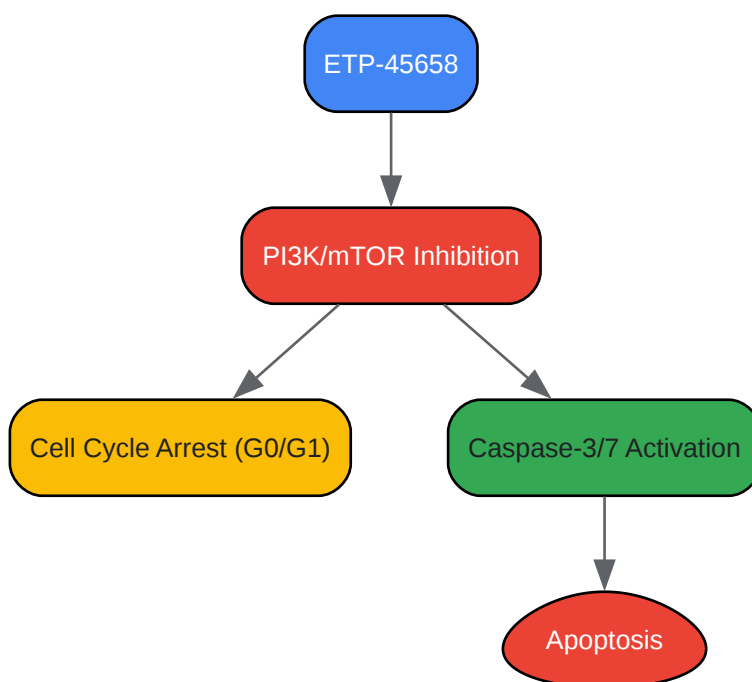 ETP-45658
PI3K/mTOR Inhibition
Cell Cycle Arrest (G0/G1)
Caspase-3/7 Activation
Apoptosis